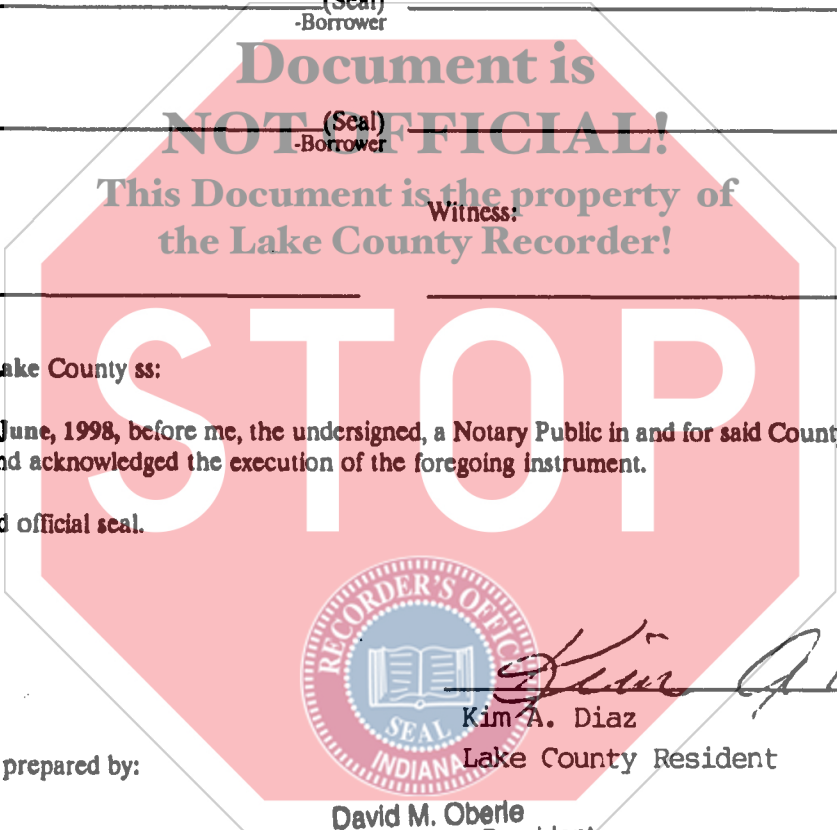 (Seal)
-Borrower
Document is
NOT OFFICIAL!
(Seal)
-Borrower
This Document is the property of
Witness:
the Lake County Recorder!
STOP
ake County ss:
June, 1998, before me, the undersigned, a Notary Public in and for said County
nd acknowledged the execution of the foregoing instrument.
d official seal.
RECORDER'S OFFICE
SEAL
INDIANA
Kim A.
Kim A. Diaz
Lake County Resident
prepared by:
David M. Oberle